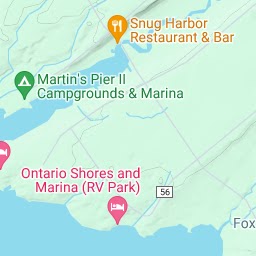 Snug Harbor
Restaurant & Bar
Martin's Pier II
Campgrounds & Marina
Ontario Shores and
Marina (RV Park)
56
Fox